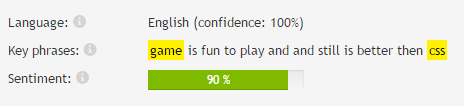 Language: English (confidence: 100%)
Key phrases: game is fun to play and and still is better then css
Sentiment: 90 %